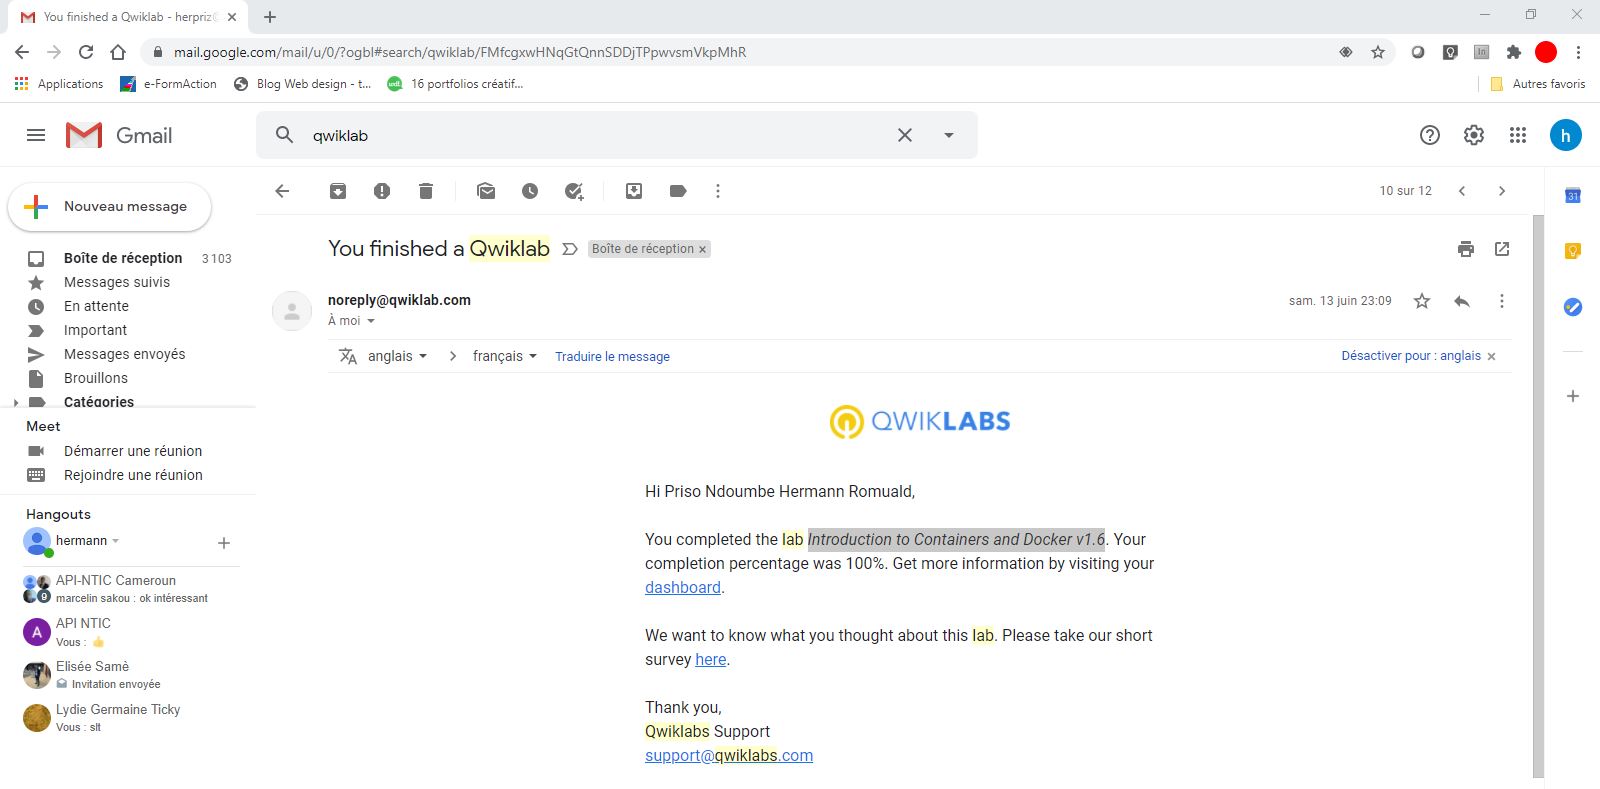 You finished a Qwiklab - herpriz@
mail.google.com/mail/u/0/?ogbl#search/qwiklab/FMfcgxwHNqGtQnnSDDjTPpwvsmVkpMhR
Applications
e-FormAction
Blog Web design - t...
16 portfolios créatif...
Autres favoris
Gmail
qwiklab
h
Nouveau message
10 sur 12
31
Boîte de réception 3 103
Messages suivis
En attente
Important
Messages envoyés
Brouillons
Catégories
Meet
Démarrer une réunion
Rejoindre une réunion
Hangouts
hermann
API-NTIC Cameroun
9
marcelin sakou : ok intéressant
A
API NTIC
Vous : 👍
Elisée Samè
Invitation envoyée
Lydie Germaine Ticky
Vous : slt
You finished a Qwiklab
Boîte de réception ×
noreply@qwiklab.com
sam. 13 juin 23:09
À moi
anglais > français Traduire le message
Désactiver pour : anglais ×
QWIKLABS
Hi Priso Ndoumbe Hermann Romuald,
You completed the lab Introduction to Containers and Docker v1.6. Your
completion percentage was 100%. Get more information by visiting your
dashboard.
We want to know what you thought about this lab. Please take our short
survey here.
Thank you,
Qwiklabs Support
support@qwiklabs.com